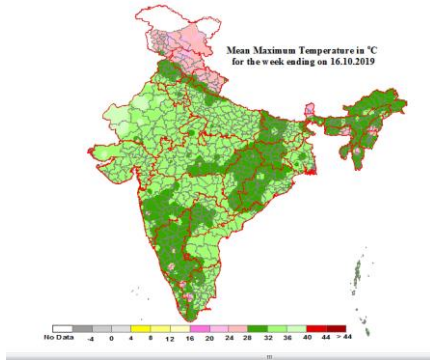 Mean Maximum Temperature in °C
for the week ending on 16.10.2019
No Data -4 0 4 8 12 16 20 24 28 32 36 40 44 > 44